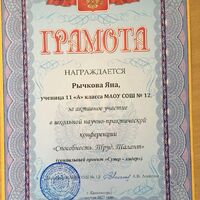 ГРАМОТА
НАГРАЖДАЕТСЯ
Рычкова Яна,
ученица 11 «А» класса МАОУ СОШ № 12,
за активное участие
в школьной научно-практической
конференции
«Способность. Труд. Талант»
(социальный проект «Супер - лидер»)